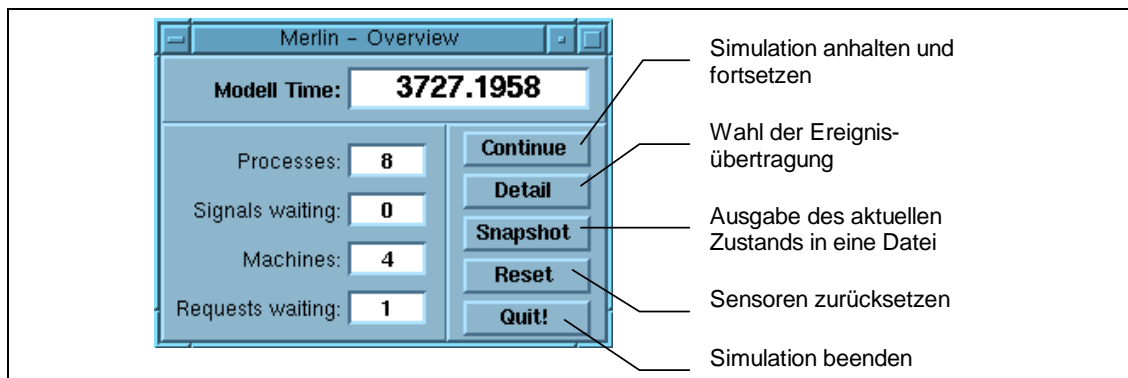 Merlin – Overview
Modell Time: 3727.1958
Processes: 8
Signals waiting: 0
Machines: 4
Requests waiting: 1
Continue
Detail
Snapshot
Reset
Quit!
Simulation anhalten und
fortsetzen
Wahl der Ereignis-
übertragung
Ausgabe des aktuellen
Zustands in eine Datei
Sensoren zurücksetzen
Simulation beenden